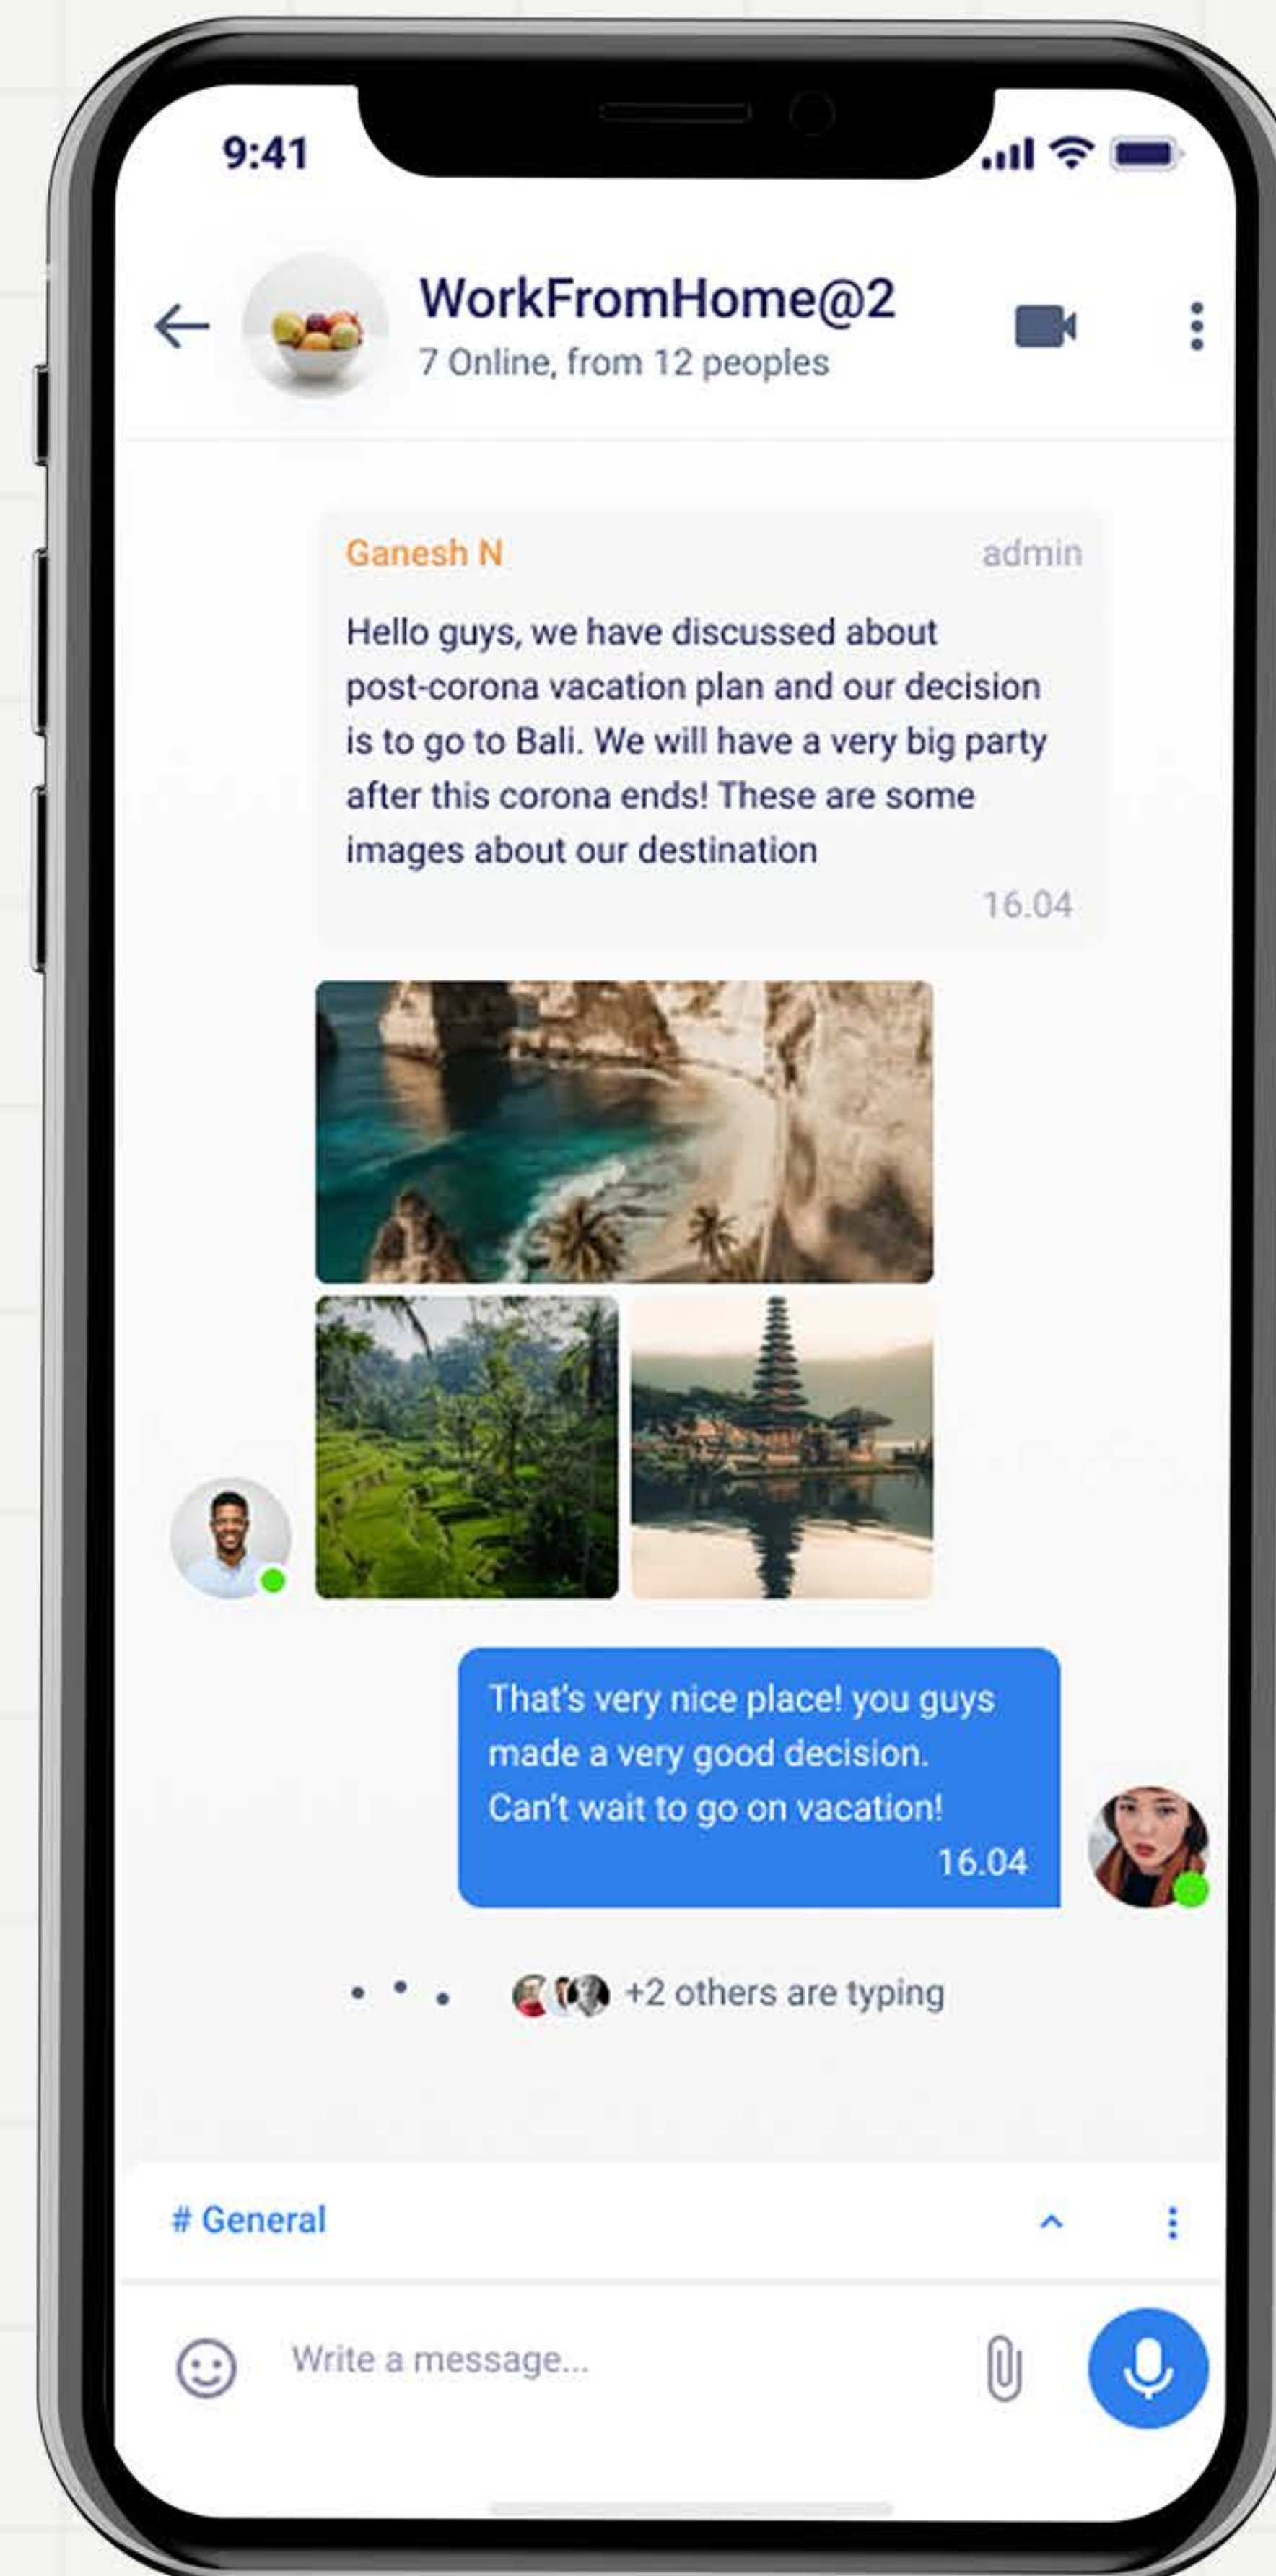 9:41
WorkFromHome@2
7 Online, from 12 peoples
Ganesh N
admin
Hello guys, we have discussed about
post-corona vacation plan and our decision
is to go to Bali. We will have a very big party
after this corona ends! These are some
images about our destination
16.04
That's very nice place! you guys
made a very good decision.
Can't wait to go on vacation!
16.04
+2 others are typing
# General
Write a message...